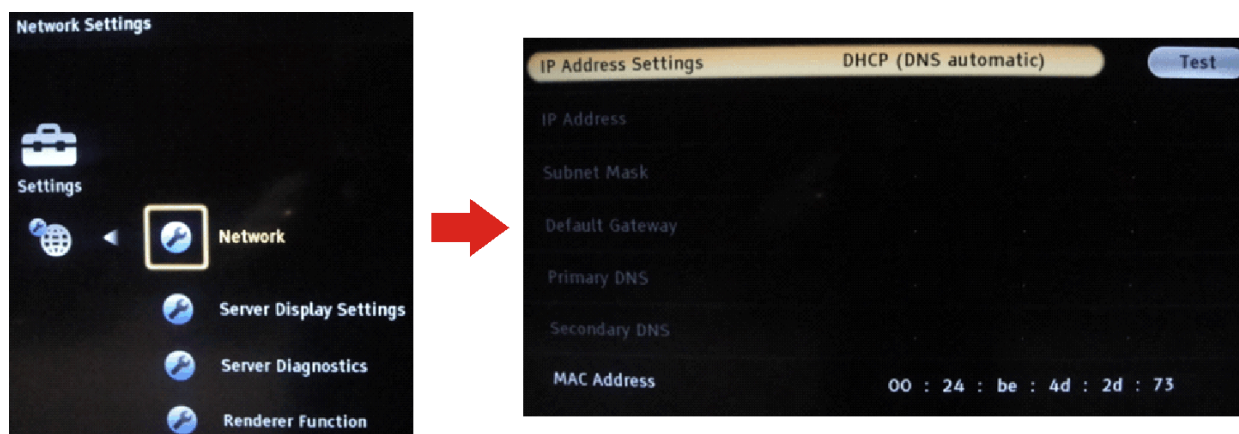 Network Settings
Settings
Network
Server Display Settings
Server Diagnostics
Renderer Function
IP Address Settings DHCP (DNS automatic) Test
IP Address
Subnet Mask
Default Gateway
Primary DNS
Secondary DNS
MAC Address 00 : 24 : be : 4d : 2d : 73